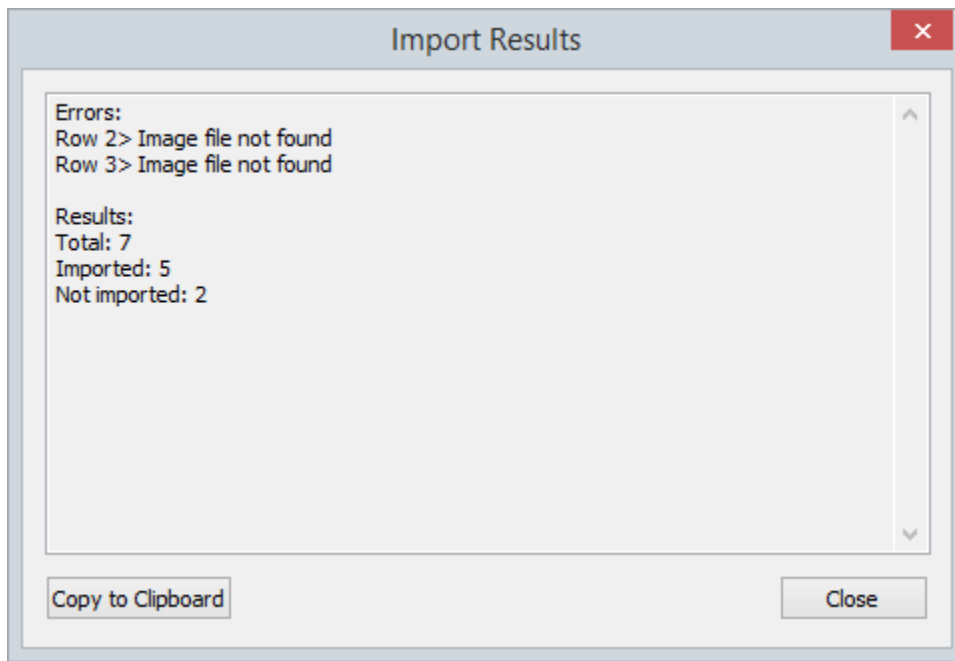 Import Results
Errors:
Row 2> Image file not found
Row 3> Image file not found
Results:
Total: 7
Imported: 5
Not imported: 2
Copy to Clipboard
Close